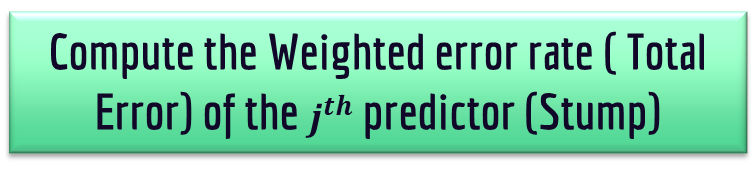 Compute the Weighted error rate ( Total
Error) of the jᵗʰ predictor (Stump)